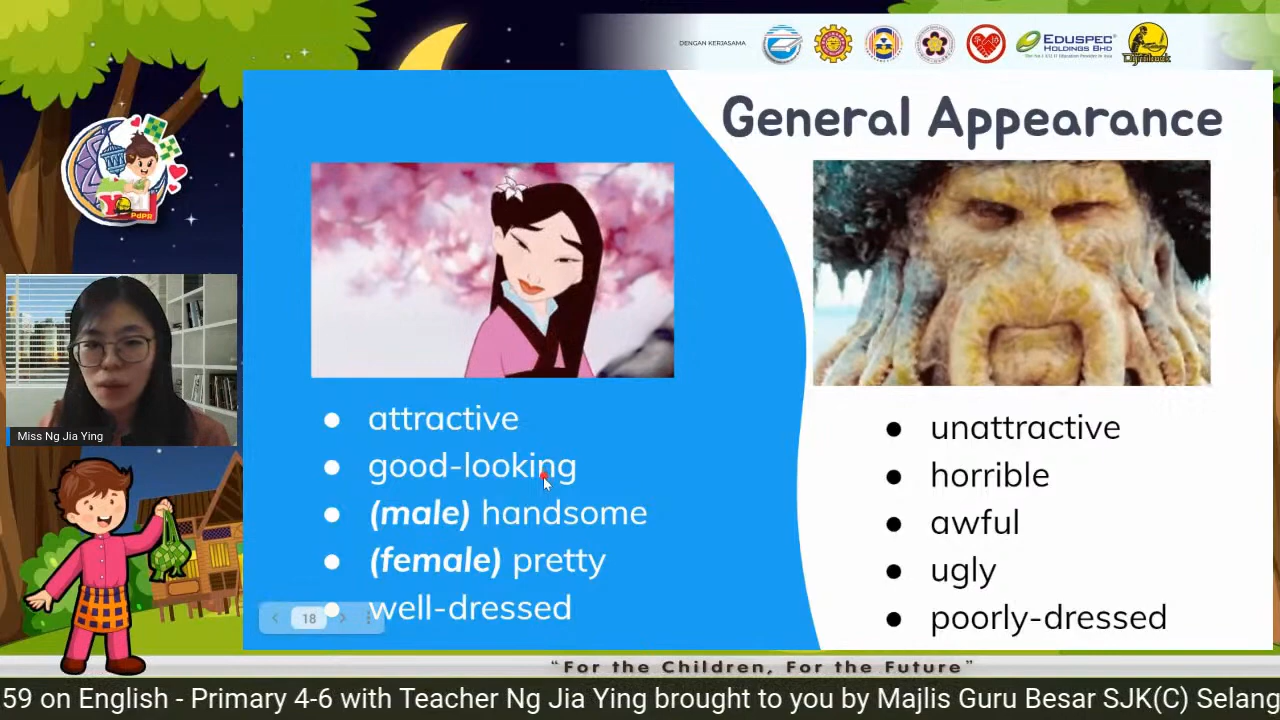 DENGAN KERJASAMA
EDUSPEC
HOLDINGS BHD
General Appearance
YOU!
PdPR
Miss Ng Jia Ying
● attractive
● good-looking
● (male) handsome
● (female) pretty
● well-dressed
18
● unattractive
● horrible
● awful
● ugly
● poorly-dressed
“For the Children, For the Future”
59 on English - Primary 4-6 with Teacher Ng Jia Ying brought to you by Majlis Guru Besar SJK(C) Selang